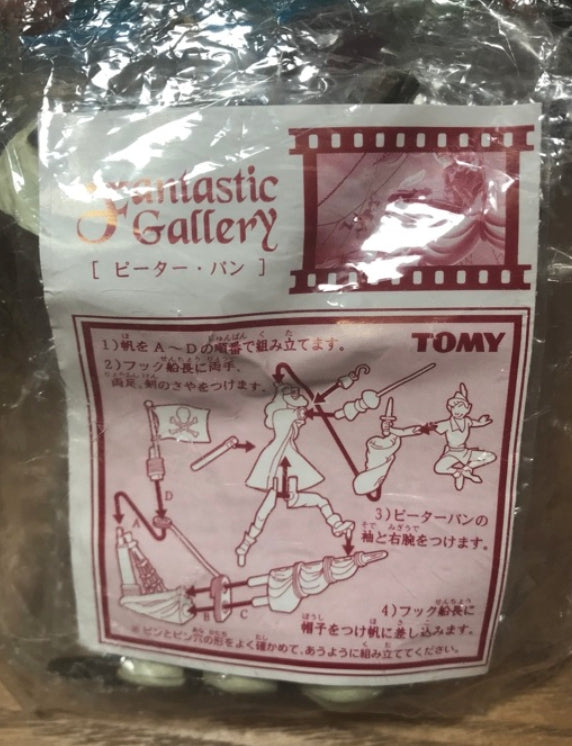 Fantastic
Gallery
[ ピーター・パン ]
TOMY
1)帆をA～Dの順番で組み立てます。
2)フック船長に両手、
両足、剣のさやをつけます。
D
A
B
C
3)ピーターパンの
袖と右腕をつけます。
4)フック船長に
帽子をつけ帆に差し込みます。
※ピンとピン穴の形をよく確かめて、あうように組み立ててください。